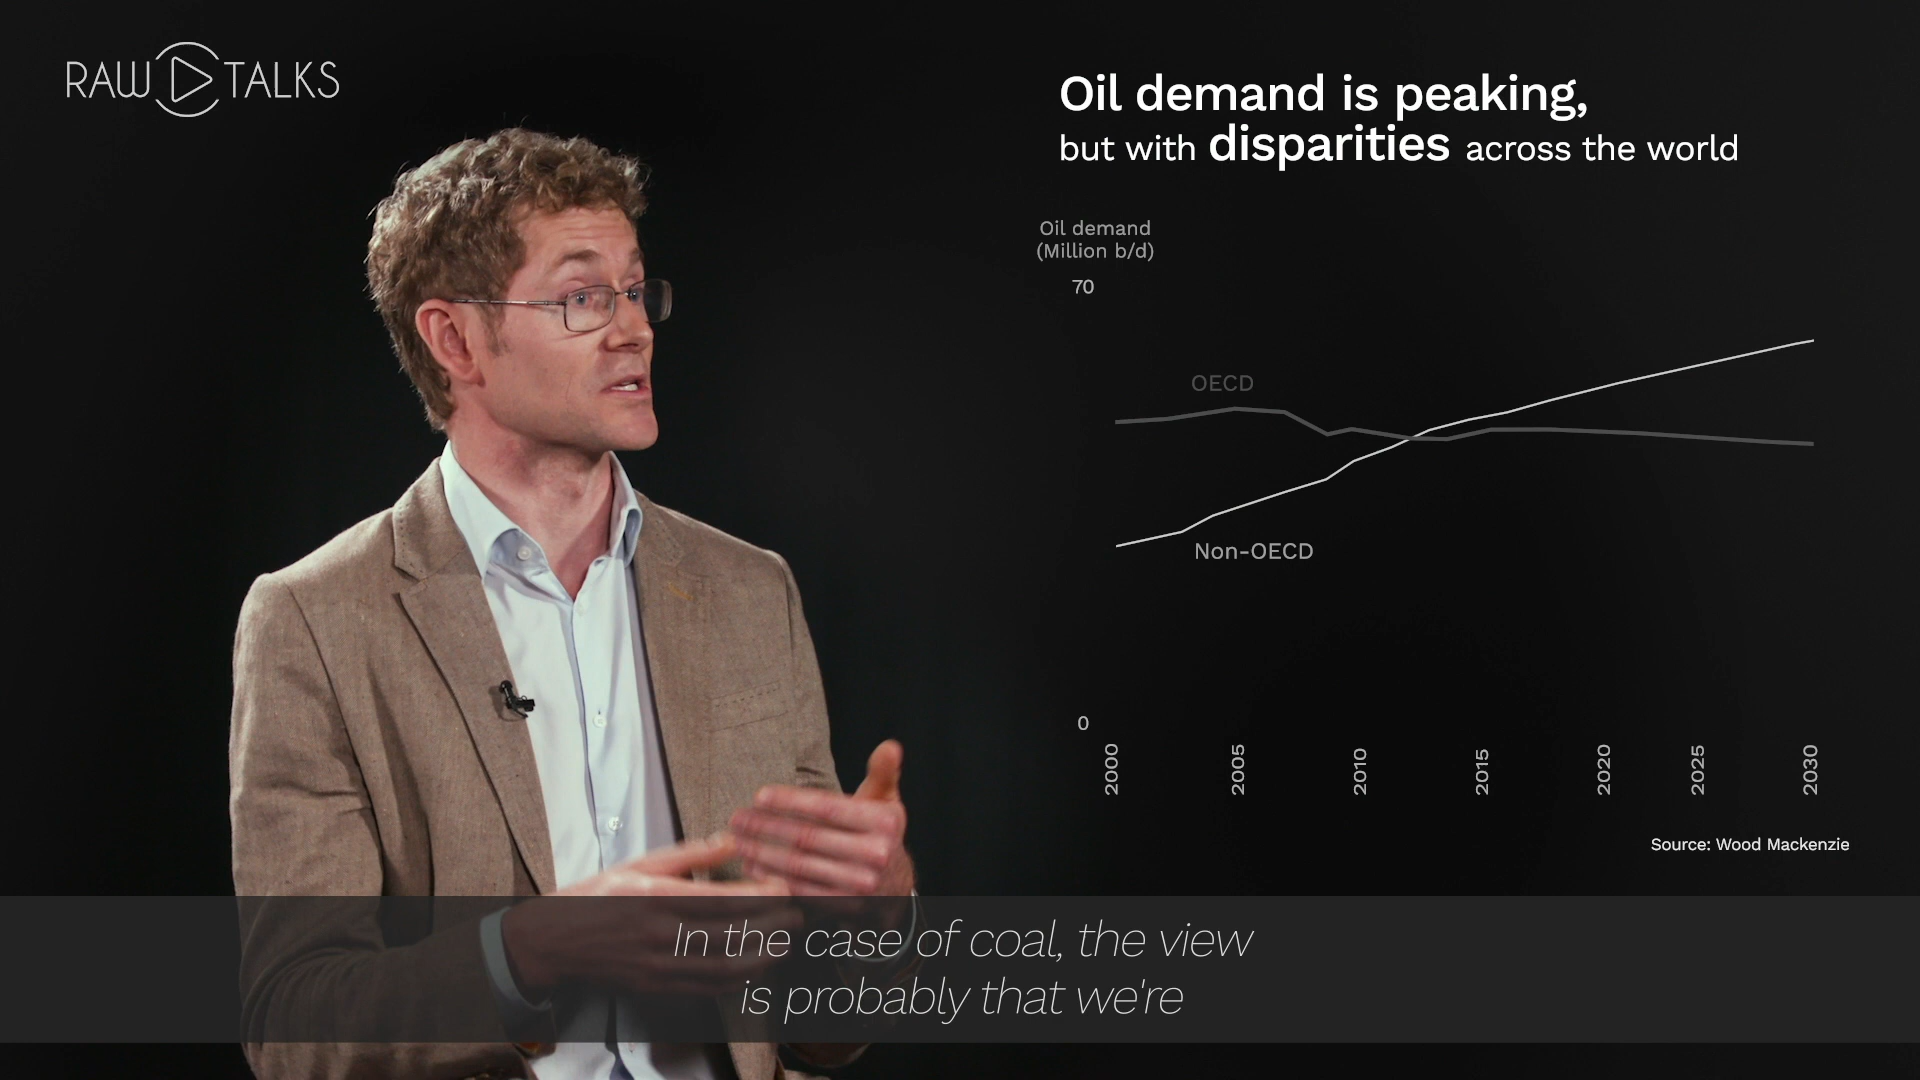 RAW TALKS
Oil demand is peaking,
but with disparities across the world
Oil demand
(Million b/d)
70
OECD
Non-OECD
0
2000
2005
2010
2015
2020
2025
2030
Source: Wood Mackenzie
In the case of coal, the view
is probably that we're